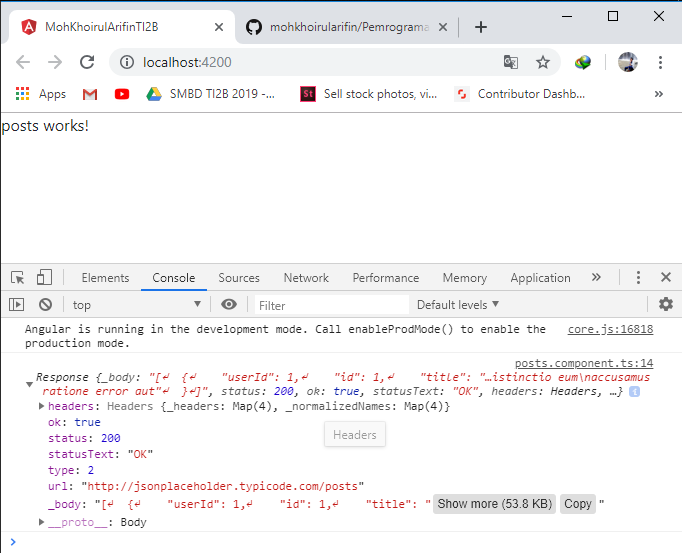 MohKhoirulArifinTI2B
mohkhoirularifin/Pemrograma
localhost:4200
Apps
SMBD TI2B 2019 -...
St
Sell stock photos, vi...
Contributor Dashb...
posts works!
Elements Console Sources Network Performance Memory Application
top
Filter
Default levels
Angular is running in the development mode. Call enableProdMode() to enable the production mode.
core.js:16818
posts.component.ts:14
Response {_body: "[↵  {↵    "userId": 1,↵    "id": 1,↵    "title": "…istinctio eum\naccusamus
ratione error aut"↵  }↵]", status: 200, ok: true, statusText: "OK", headers: Headers, …} i
headers: Headers {_headers: Map(4), _normalizedNames: Map(4)}
ok: true
Headers
status: 200
statusText: "OK"
type: 2
url: "http://jsonplaceholder.typicode.com/posts"
_body: "[↵  {↵    "userId": 1,↵    "id": 1,↵    "title": " Show more (53.8 KB) Copy "
__proto__: Body